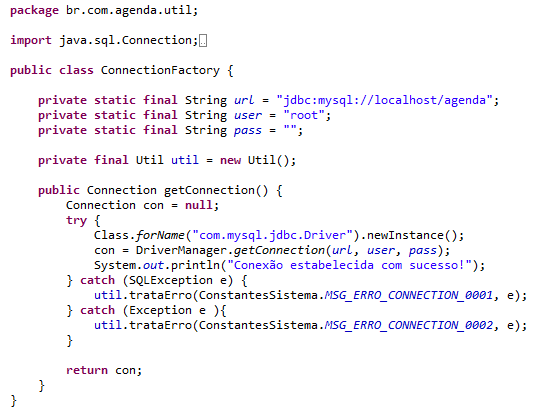 package br.com.agenda.util;
import java.sql.Connection;
public class ConnectionFactory {
private static final String url = "jdbc:mysql://localhost/agenda";
private static final String user = "root";
private static final String pass = "";
private final Util util = new Util();
public Connection getConnection() {
Connection con = null;
try {
Class.forName("com.mysql.jdbc.Driver").newInstance();
con = DriverManager.getConnection(url, user, pass);
System.out.println("Conexão estabelecida com sucesso!");
} catch (SQLException e) {
util.trataErro(ConstantesSistema.MSG_ERRO_CONNECTION_0001, e);
} catch (Exception e ){
util.trataErro(ConstantesSistema.MSG_ERRO_CONNECTION_0002, e);
}
return con;
}
}